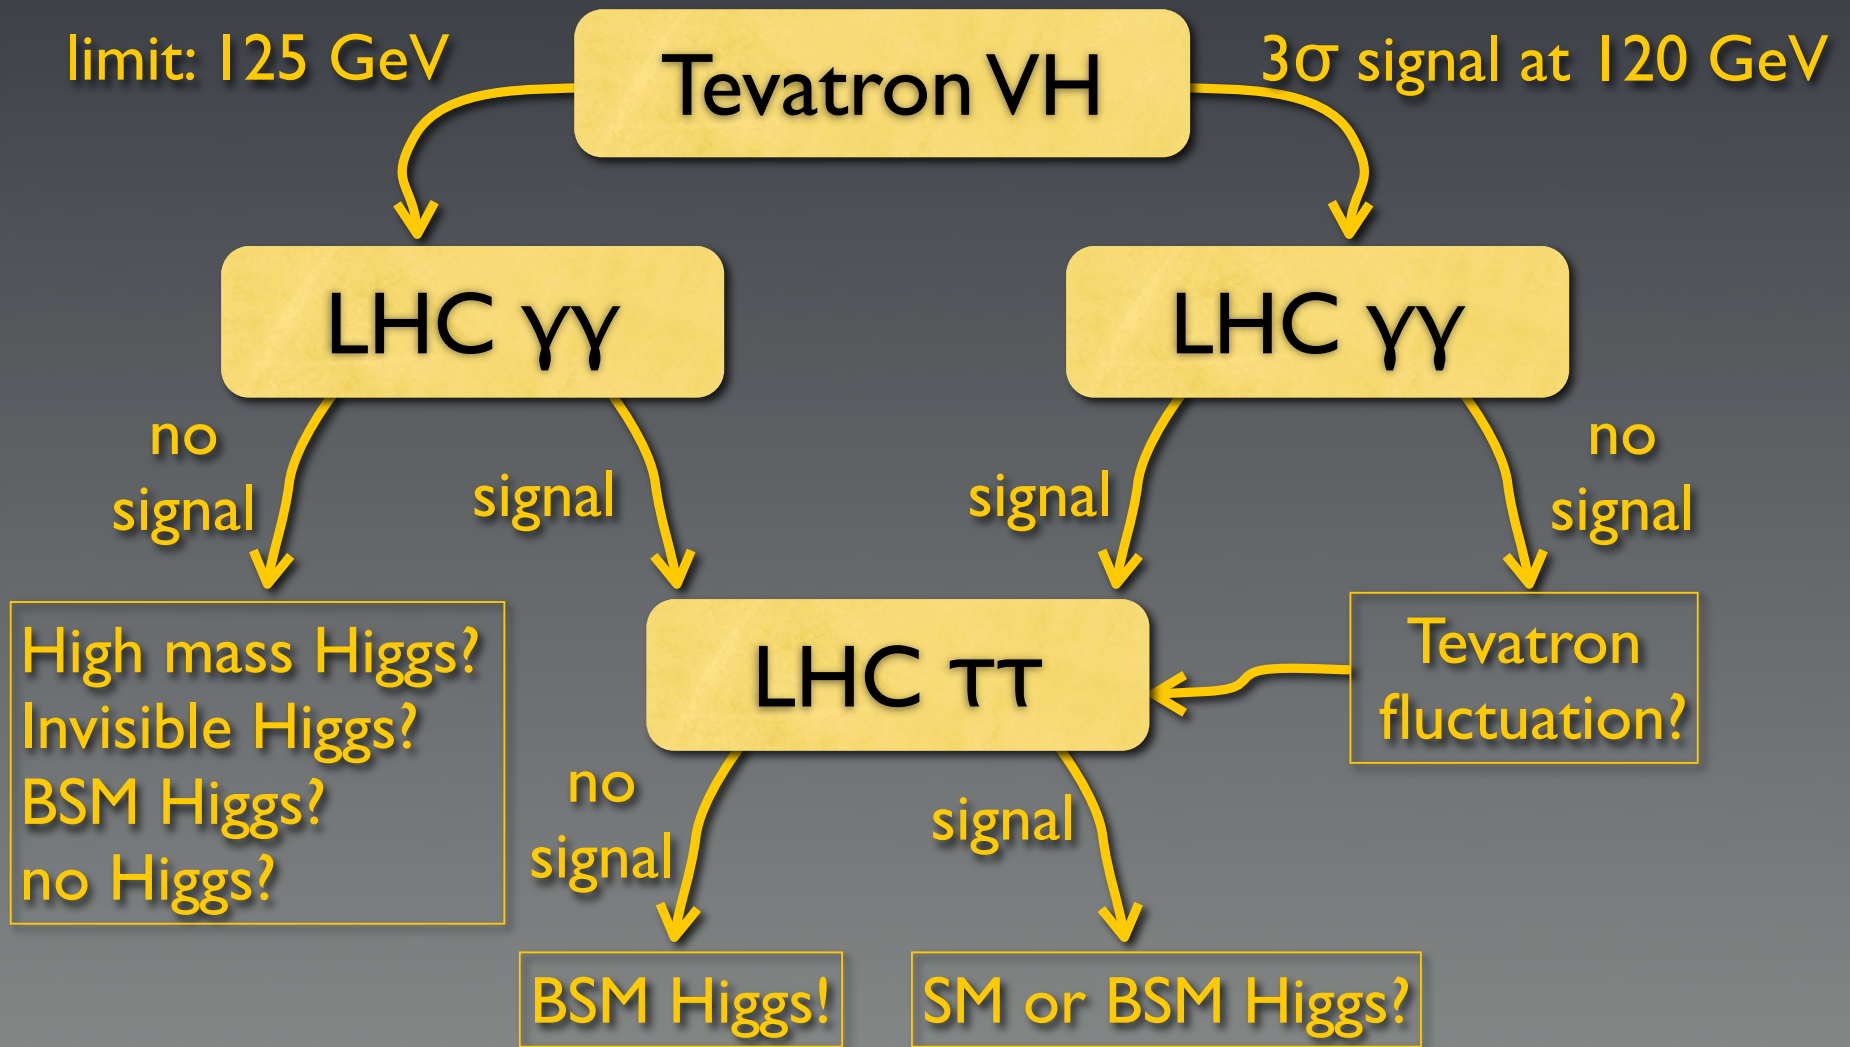 limit: 125 GeV
Tevatron VH
3σ signal at 120 GeV
LHC γγ
LHC γγ
no
signal
signal
signal
no
signal
High mass Higgs?
Invisible Higgs?
BSM Higgs?
no Higgs?
LHC ττ
Tevatron
fluctuation?
no
signal
signal
BSM Higgs!
SM or BSM Higgs?